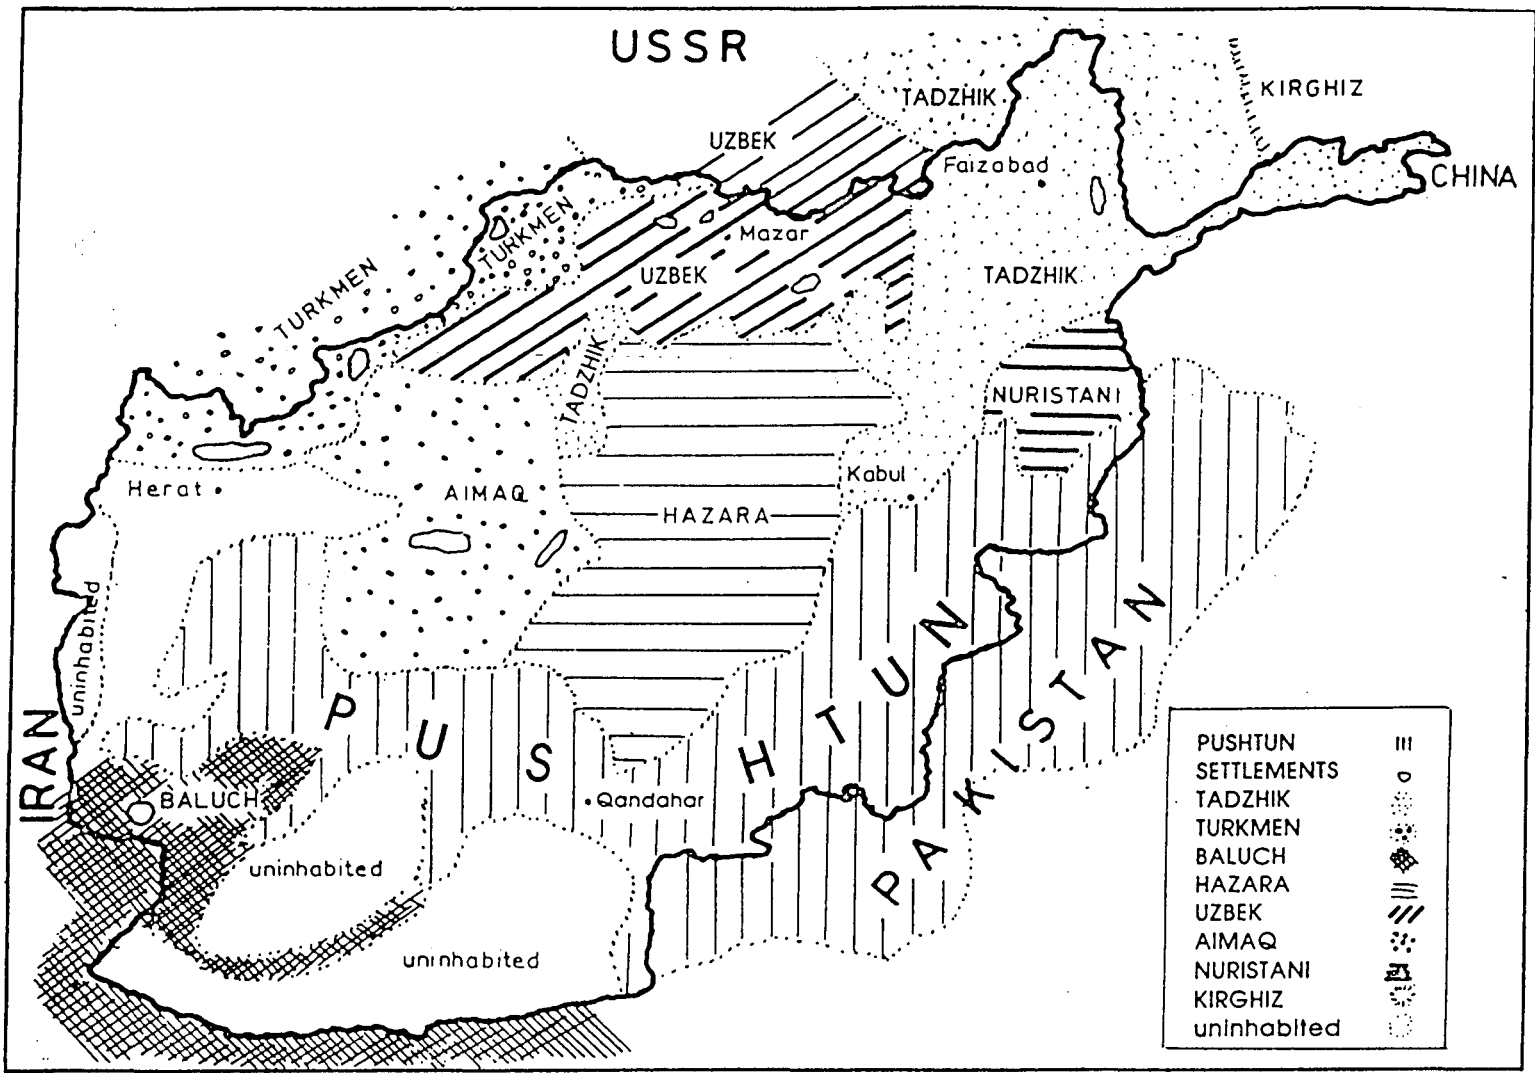 USSR
TADZHIK
KIRGHIZ
UZBEK
Faizabad
CHINA
TURKMEN
TURKMEN
Mazar
UZBEK
TADZHIK
TADZHIK
NURISTANI
Herat
AIMAQ
Kabul
HAZARA
uninhabited
PUSHTUN
PAKISTAN
IRAN
BALUCH
Qandahar
uninhabited
uninhabited
PUSHTUN
SETTLEMENTS
TADZHIK
TURKMEN
BALUCH
HAZARA
UZBEK
AIMAQ
NURISTANI
KIRGHIZ
uninhabited